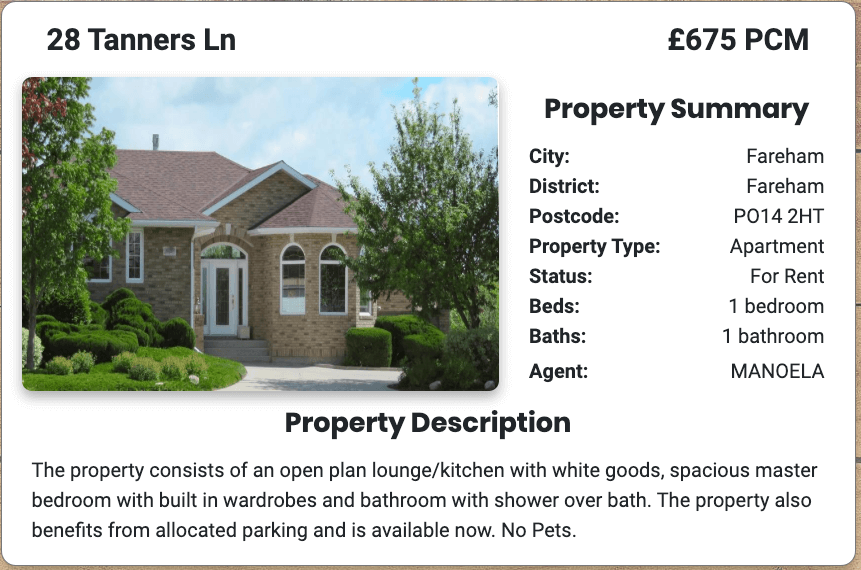 28 Tanners Ln £675 PCM
Property Summary
City: Fareham
District: Fareham
Postcode: PO14 2HT
Property Type: Apartment
Status: For Rent
Beds: 1 bedroom
Baths: 1 bathroom
Agent: MANOELA
Property Description
The property consists of an open plan lounge/kitchen with white goods, spacious master
bedroom with built in wardrobes and bathroom with shower over bath. The property also
benefits from allocated parking and is available now. No Pets.